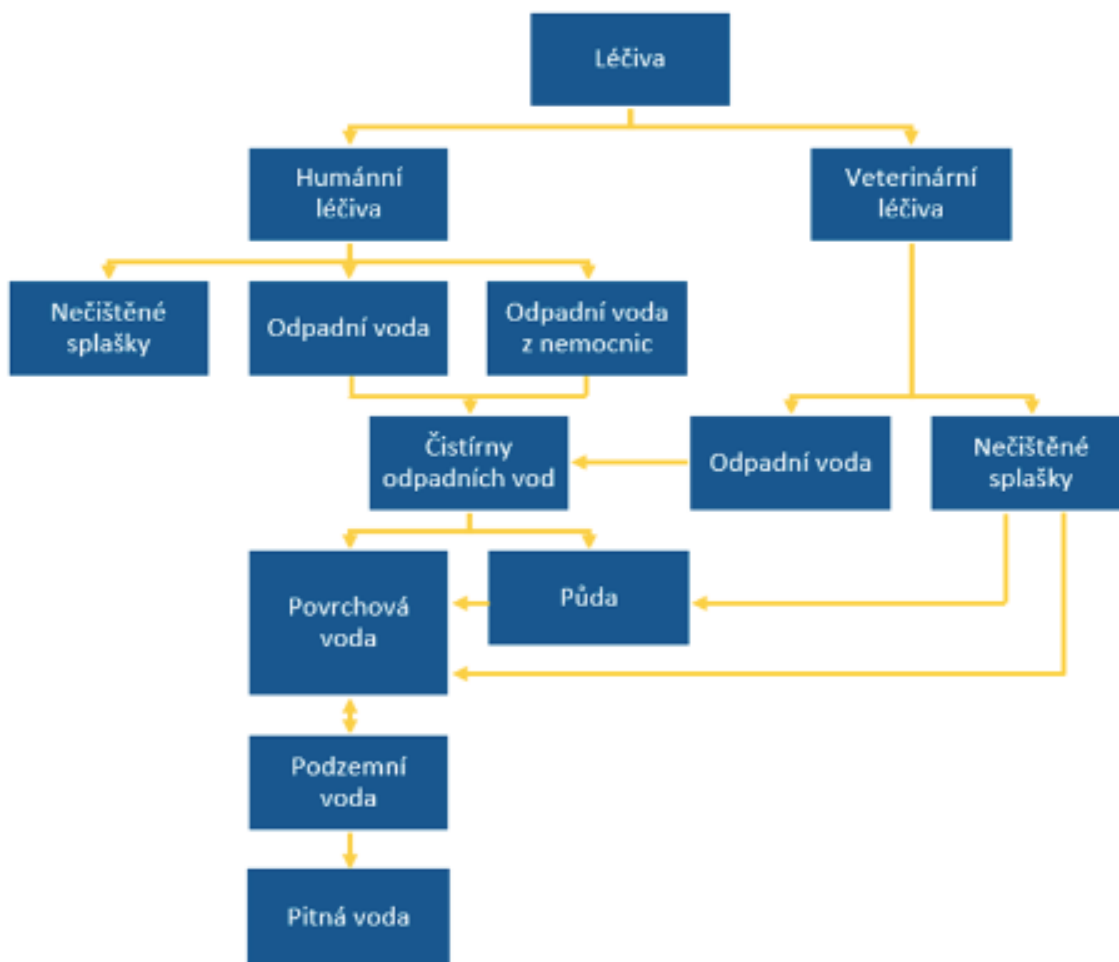 Léčiva
Humánní
léčiva
Veterinární
léčiva
Nečištěné
splašky
Odpadní voda
Odpadní voda
z nemocnic
Čistírny
odpadních vod
Odpadní voda
Nečištěné
splašky
Povrchová
voda
Půda
Podzemní
voda
Pitná voda